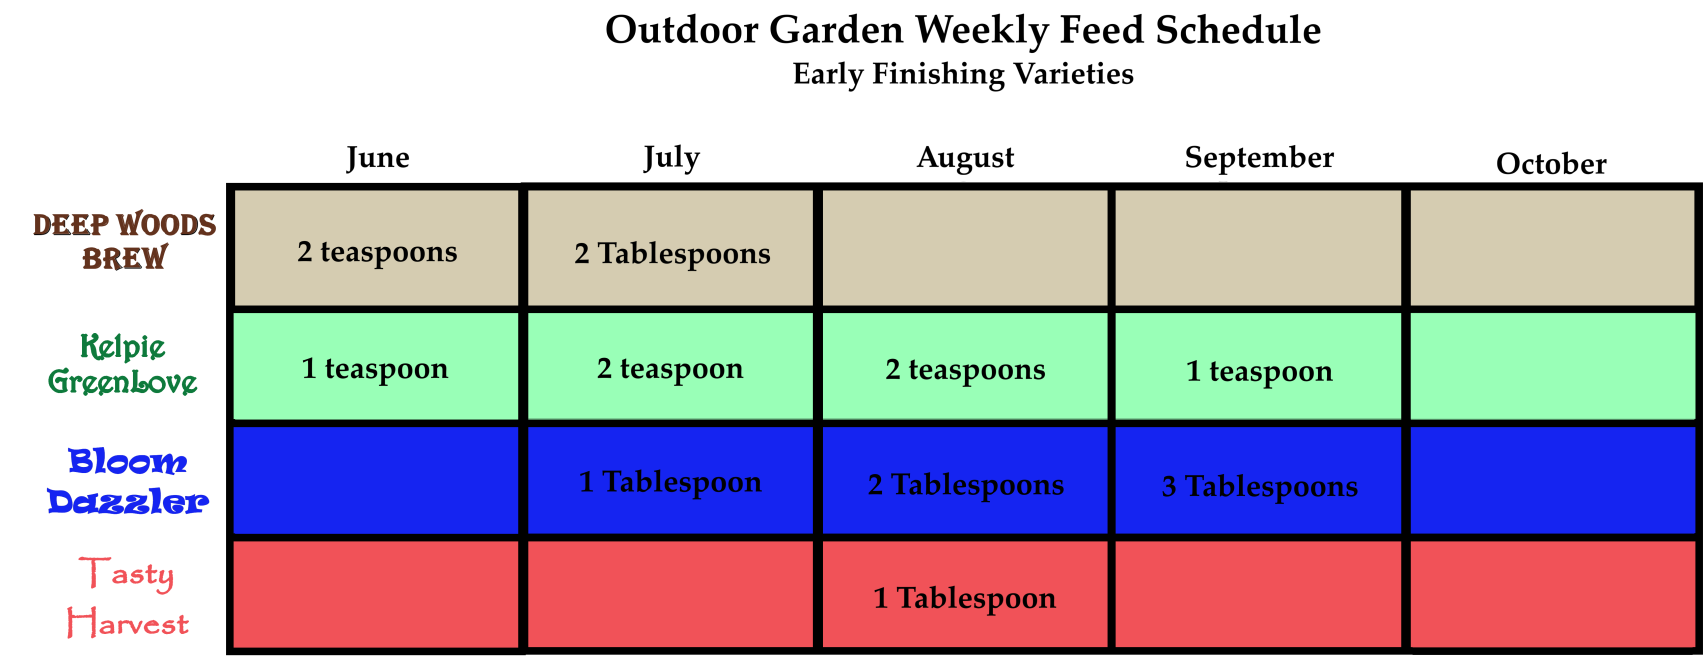 Outdoor Garden Weekly Feed Schedule
Early Finishing Varieties
June July August September October
DEEP WOODS
BREW
2 teaspoons 2 Tablespoons
Kelpie
GreenLove
1 teaspoon 2 teaspoon 2 teaspoons 1 teaspoon
Bloom
Dazzler
1 Tablespoon 2 Tablespoons 3 Tablespoons
Tasty
Harvest
1 Tablespoon